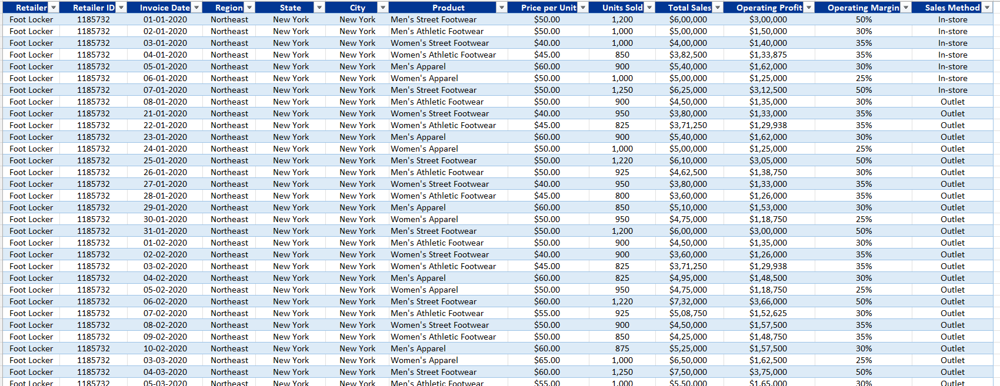 Retailer Retailer ID Invoice Date Region State City Product Price per Unit Units Sold Total Sales Operating Profit Operating Margin Sales Method
Foot Locker 1185732 01-01-2020 Northeast New York New York Men's Street Footwear $50.00 1,200 $6,00,000 $3,00,000 50% In-store
Foot Locker 1185732 02-01-2020 Northeast New York New York Men's Athletic Footwear $50.00 1,000 $5,00,000 $1,50,000 30% In-store
Foot Locker 1185732 03-01-2020 Northeast New York New York Women's Street Footwear $40.00 1,000 $4,00,000 $1,40,000 35% In-store
Foot Locker 1185732 04-01-2020 Northeast New York New York Women's Athletic Footwear $45.00 850 $3,82,500 $1,33,875 35% In-store
Foot Locker 1185732 05-01-2020 Northeast New York New York Men's Apparel $60.00 900 $5,40,000 $1,62,000 30% In-store
Foot Locker 1185732 06-01-2020 Northeast New York New York Women's Apparel $50.00 1,000 $5,00,000 $1,25,000 25% In-store
Foot Locker 1185732 07-01-2020 Northeast New York New York Men's Street Footwear $50.00 1,250 $6,25,000 $3,12,500 50% In-store
Foot Locker 1185732 08-01-2020 Northeast New York New York Men's Athletic Footwear $50.00 900 $4,50,000 $1,35,000 30% Outlet
Foot Locker 1185732 21-01-2020 Northeast New York New York Women's Street Footwear $40.00 950 $3,80,000 $1,33,000 35% Outlet
Foot Locker 1185732 22-01-2020 Northeast New York New York Women's Athletic Footwear $45.00 825 $3,71,250 $1,29,938 35% Outlet
Foot Locker 1185732 23-01-2020 Northeast New York New York Men's Apparel $60.00 900 $5,40,000 $1,62,000 30% Outlet
Foot Locker 1185732 24-01-2020 Northeast New York New York Women's Apparel $50.00 1,000 $5,00,000 $1,25,000 25% Outlet
Foot Locker 1185732 25-01-2020 Northeast New York New York Men's Street Footwear $50.00 1,220 $6,10,000 $3,05,000 50% Outlet
Foot Locker 1185732 26-01-2020 Northeast New York New York Men's Athletic Footwear $50.00 925 $4,62,500 $1,38,750 30% Outlet
Foot Locker 1185732 27-01-2020 Northeast New York New York Women's Street Footwear $40.00 950 $3,80,000 $1,33,000 35% Outlet
Foot Locker 1185732 28-01-2020 Northeast New York New York Women's Athletic Footwear $45.00 800 $3,60,000 $1,26,000 35% Outlet
Foot Locker 1185732 29-01-2020 Northeast New York New York Men's Apparel $60.00 850 $5,10,000 $1,53,000 30% Outlet
Foot Locker 1185732 30-01-2020 Northeast New York New York Women's Apparel $50.00 950 $4,75,000 $1,18,750 25% Outlet
Foot Locker 1185732 31-01-2020 Northeast New York New York Men's Street Footwear $50.00 1,200 $6,00,000 $3,00,000 50% Outlet
Foot Locker 1185732 01-02-2020 Northeast New York New York Men's Athletic Footwear $50.00 900 $4,50,000 $1,35,000 30% Outlet
Foot Locker 1185732 02-02-2020 Northeast New York New York Women's Street Footwear $40.00 900 $3,60,000 $1,26,000 35% Outlet
Foot Locker 1185732 03-02-2020 Northeast New York New York Women's Athletic Footwear $45.00 825 $3,71,250 $1,29,938 35% Outlet
Foot Locker 1185732 04-02-2020 Northeast New York New York Men's Apparel $60.00 825 $4,95,000 $1,48,500 30% Outlet
Foot Locker 1185732 05-02-2020 Northeast New York New York Women's Apparel $50.00 950 $4,75,000 $1,18,750 25% Outlet
Foot Locker 1185732 06-02-2020 Northeast New York New York Men's Street Footwear $60.00 1,220 $7,32,000 $3,66,000 50% Outlet
Foot Locker 1185732 07-02-2020 Northeast New York New York Men's Athletic Footwear $55.00 925 $5,08,750 $1,52,625 30% Outlet
Foot Locker 1185732 08-02-2020 Northeast New York New York Women's Street Footwear $50.00 900 $4,50,000 $1,57,500 35% Outlet
Foot Locker 1185732 09-02-2020 Northeast New York New York Women's Athletic Footwear $50.00 850 $4,25,000 $1,48,750 35% Outlet
Foot Locker 1185732 10-02-2020 Northeast New York New York Men's Apparel $60.00 875 $5,25,000 $1,57,500 30% Outlet
Foot Locker 1185732 03-03-2020 Northeast New York New York Women's Apparel $65.00 1,000 $6,50,000 $1,62,500 25% Outlet
Foot Locker 1185732 04-03-2020 Northeast New York New York Men's Street Footwear $60.00 1,250 $7,50,000 $3,75,000 50% Outlet
Foot Locker 1185732 05-03-2020 Northeast New York New York Men's Athletic Footwear $55.00 1,000 $5,50,000 $1,65,000 30% Outlet